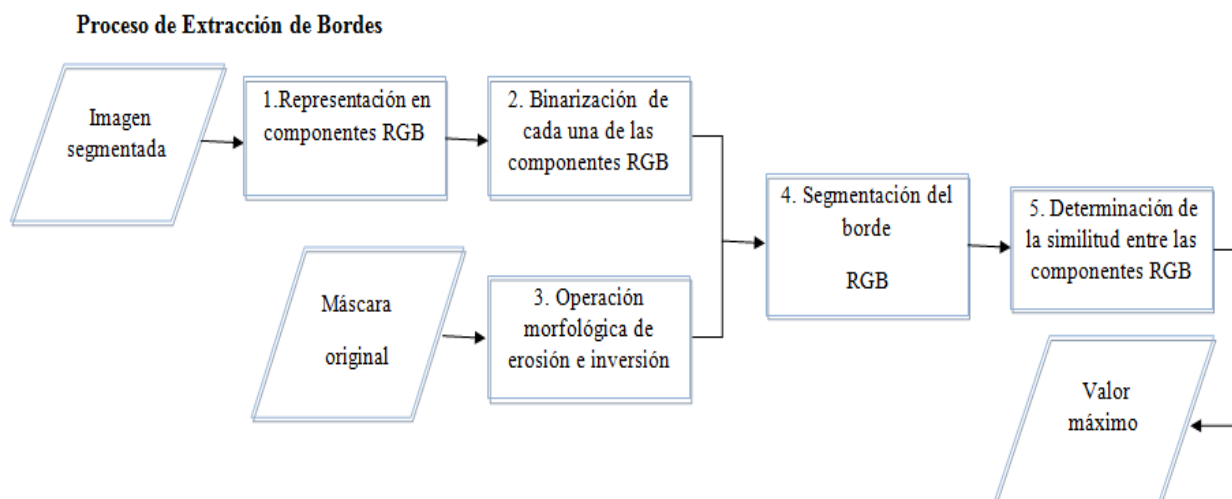 Proceso de Extracción de Bordes
Imagen
segmentada
1.Representación en
componentes RGB
2. Binarización de
cada una de las
componentes RGB
Máscara
original
3. Operación
morfológica de
erosión e inversión
4. Segmentación del
borde
RGB
5. Determinación de
la similitud entre las
componentes RGB
Valor
máximo